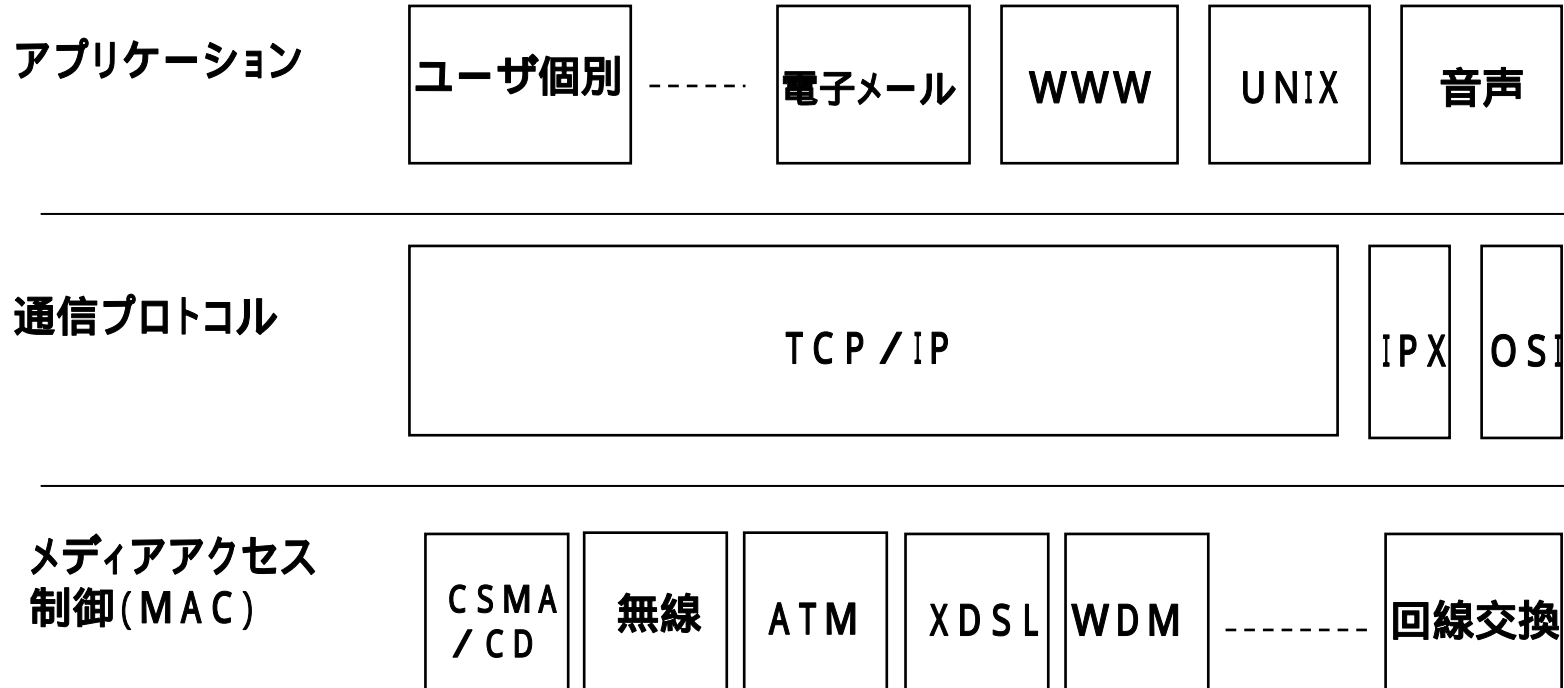 アプリケーション
ユーザ個別
電子メール
WWW
UNIX
音声
通信プロトコル
TCP/IP
IPX
OSI
メディアアクセス
制御(MAC)
CSMA
/CD
無線
ATM
XDSL
WDM
回線交換